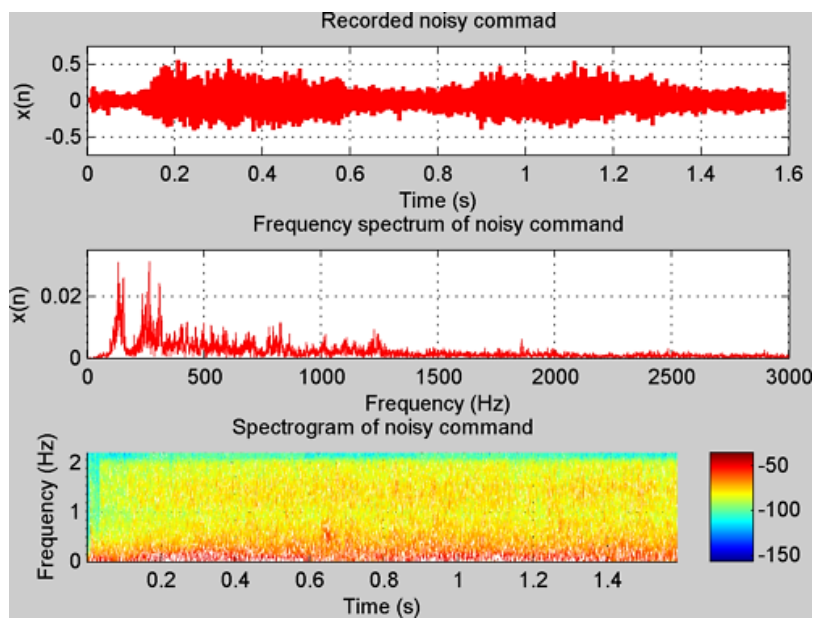 Recorded noisy commad
x(n)
0.5
0
-0.5
0 0.2 0.4 0.6 0.8 1 1.2 1.4 1.6
Time (s)
Frequency spectrum of noisy command
x(n)
0.02
0
0 500 1000 1500 2000 2500 3000
Frequency (Hz)
Spectrogram of noisy command
Frequency (Hz)
2
1
0
0.2 0.4 0.6 0.8 1 1.2 1.4
Time (s)
-50
-100
-150